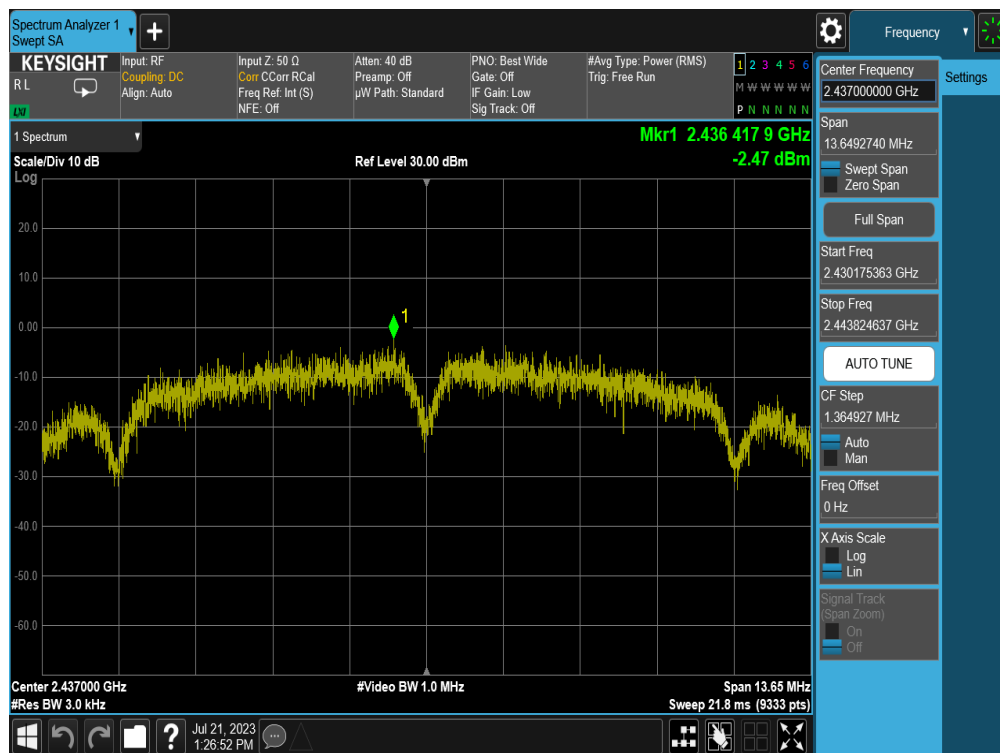 Spectrum Analyzer 1
Swept SA
+
Frequency
KEYSIGHT
R L
LXI
Input: RF
Coupling: DC
Align: Auto
Input Z: 50 Ω
Corr CCorr RCal
Freq Ref: Int (S)
NFE: Off
Atten: 40 dB
Preamp: Off
µW Path: Standard
PNO: Best Wide
Gate: Off
IF Gain: Low
Sig Track: Off
#Avg Type: Power (RMS)
Trig: Free Run
1 2 3 4 5 6
M W W W W W
P N N N N N
1 Spectrum
Mkr1 2.436 417 9 GHz
Scale/Div 10 dB
Ref Level 30.00 dBm
-2.47 dBm
Log
20.0
10.0
0.00
1
-10.0
-20.0
-30.0
-40.0
-50.0
-60.0
Center 2.437000 GHz
#Video BW 1.0 MHz
Span 13.65 MHz
#Res BW 3.0 kHz
Sweep 21.8 ms (9333 pts)
Center Frequency
2.437000000 GHz
Settings
Span
13.6492740 MHz
Swept Span
Zero Span
Full Span
Start Freq
2.430175363 GHz
Stop Freq
2.443824637 GHz
AUTO TUNE
CF Step
1.364927 MHz
Auto
Man
Freq Offset
0 Hz
X Axis Scale
Log
Lin
Signal Track
(Span Zoom)
On
Off
?
Jul 21, 2023
1:26:52 PM